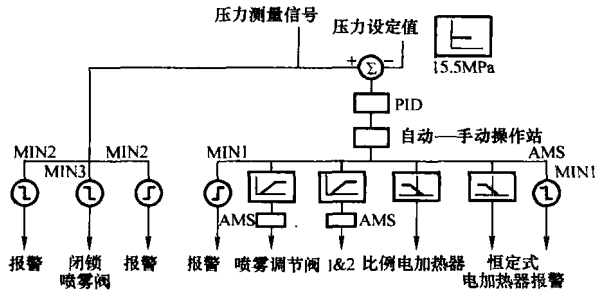 压力测量信号
压力设定值
+
−
Σ
15.5MPa
PID
自动—手动操作站
MIN2
MIN3
MIN2
MIN1
AMS
MIN1
AMS
AMS
报警
闭锁
喷雾阀
报警
报警
喷雾调节阀 1&2
比例电加热器
恒定式
电加热器报警